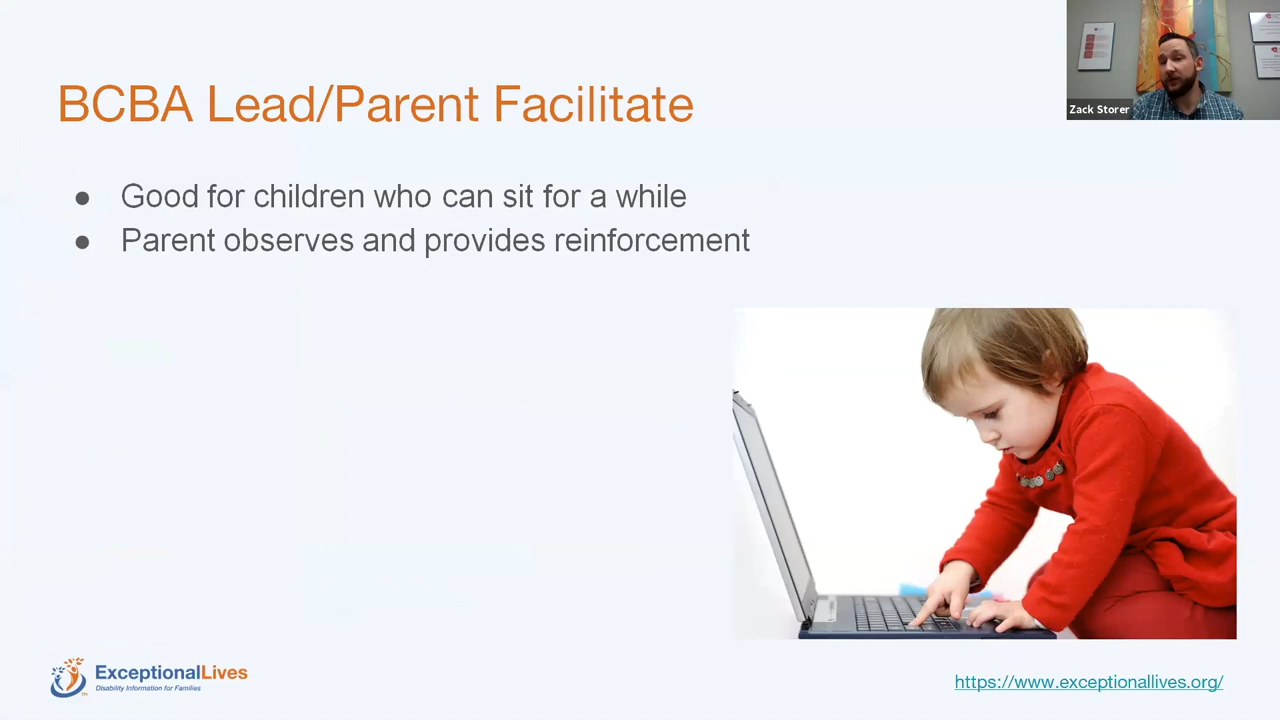 BCBA Lead/Parent Facilitate
Zack Storer
● Good for children who can sit for a while
● Parent observes and provides reinforcement
ExceptionalLives
Disability Information for Families
https://www.exceptionallives.org/